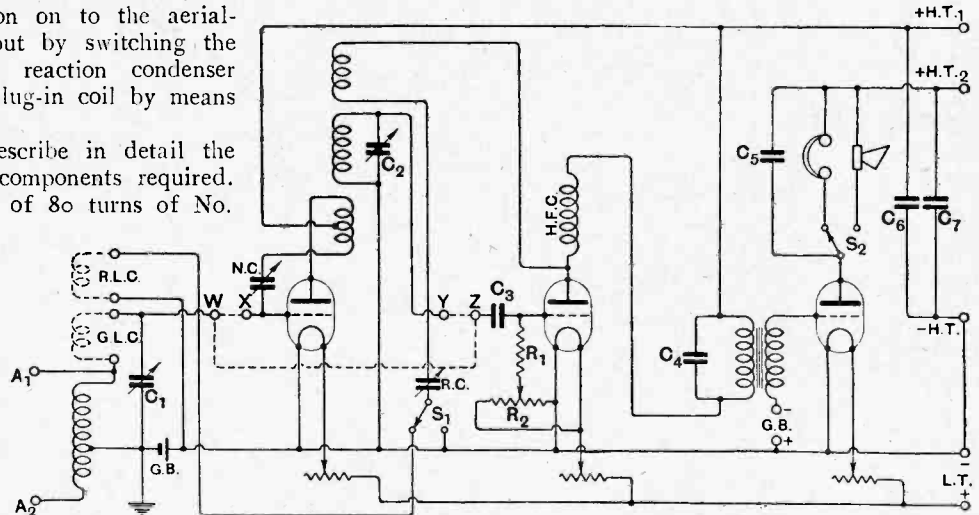 on on to the aerial-
out by switching the
reaction condenser
lug-in coil by means
escribe in detail the
components required.
of 80 turns of No.
+H.T.1
+H.T.2
C2
C5
H.F.C.
S2
C6
C7
N.C.
R.L.C.
W
X
Y
Z
C3
G.L.C.
-H.T.
A1
C1
R1
C4
R.C.
S1
R2
G.B.
-
+
G.B.
-
L.T.
+
A2